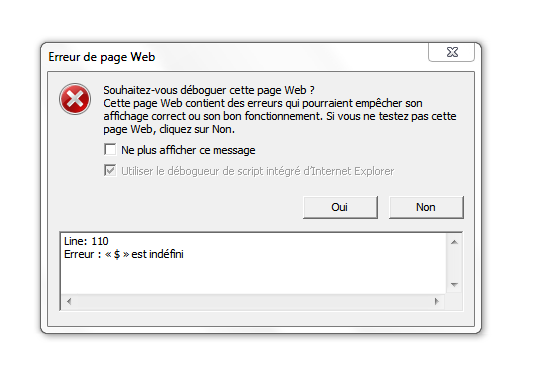 Erreur de page Web
Souhaitez-vous déboguer cette page Web ?
Cette page Web contient des erreurs qui pourraient empêcher son
affichage correct ou son bon fonctionnement. Si vous ne testez pas cette
page Web, cliquez sur Non.
Ne plus afficher ce message
Utiliser le débogueur de script intégré d'Internet Explorer
Oui
Non
Line: 110
Erreur : « $ » est indéfini